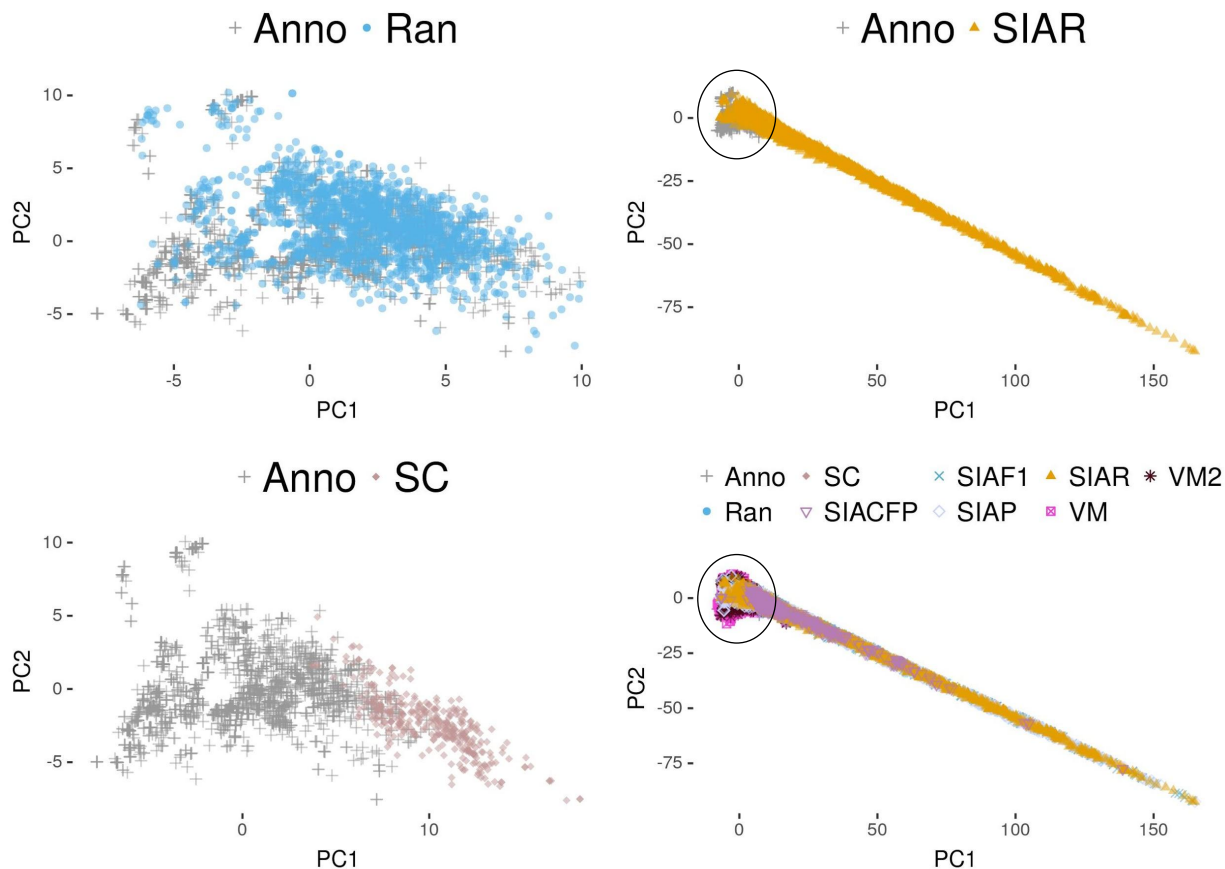 Anno Ran
10
5
0
-5
PC2
-5 0 5 10
PC1
Anno SIAR
0
-25
-50
-75
PC2
0 50 100 150
PC1
Anno SC
10
5
0
-5
PC2
0 10
PC1
Anno SC SIAF1 SIAR VM2
Ran SIACFP SIAP VM
0
-25
-50
-75
PC2
0 50 100 150
PC1